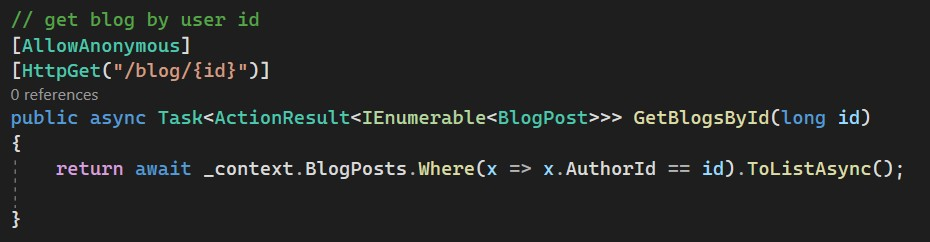 // get blog by user id
[AllowAnonymous]
[HttpGet("/blog/{id}")]
0 references
public async Task<ActionResult<IEnumerable<BlogPost>>> GetBlogsById(long id)
{
return await _context.BlogPosts.Where(x => x.AuthorId == id).ToListAsync();
}